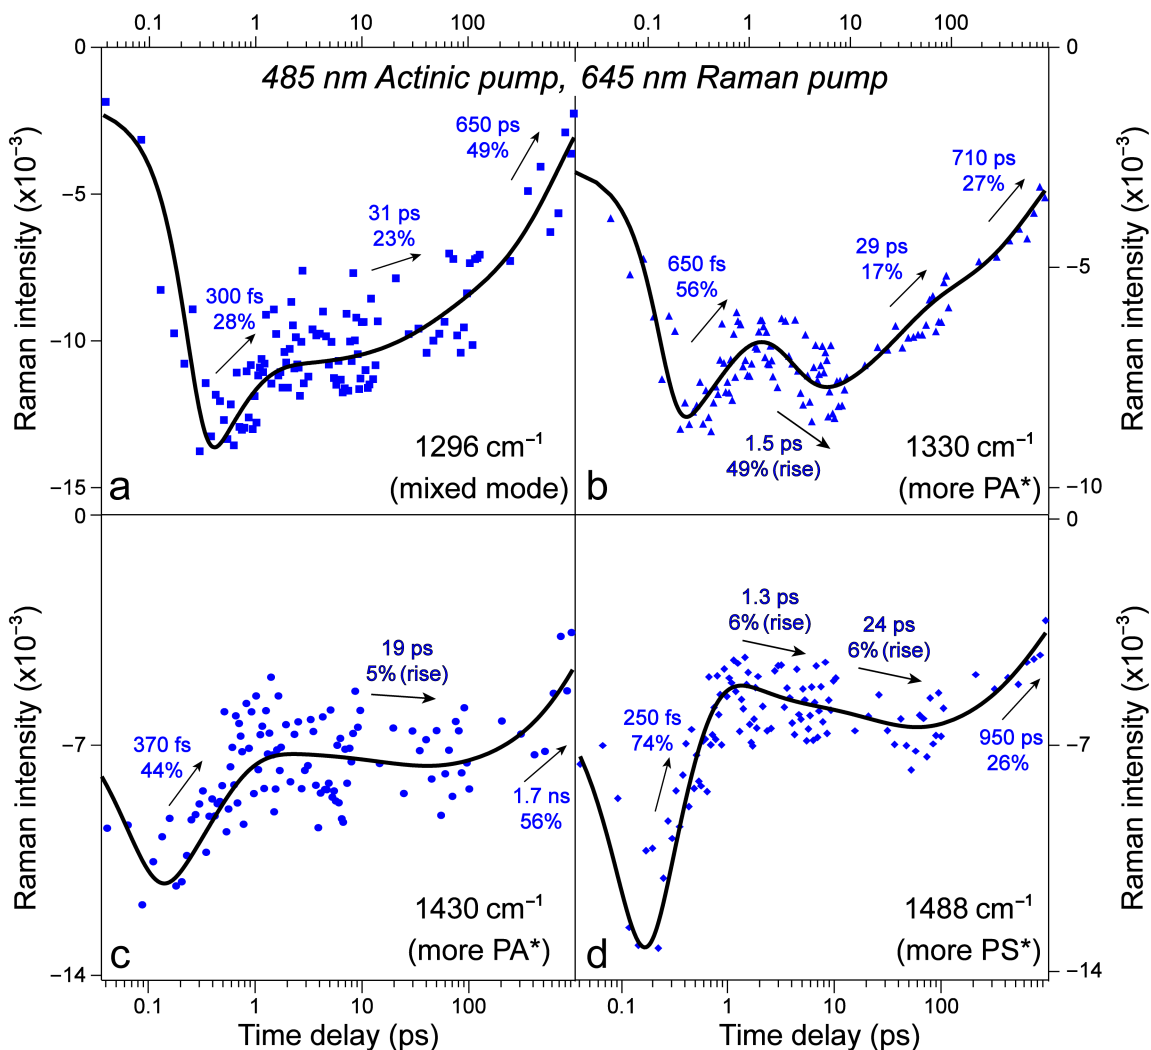 0.1 1 10 100 0.1 1 10 100
485 nm Actinic pump, 645 nm Raman pump
0
−5
−10
−15
Raman intensity (x10⁻³)
300 fs
28%
31 ps
23%
650 ps
49%
1296 cm⁻¹
(mixed mode)
a
0
−5
−10
Raman intensity (x10⁻³)
650 fs
56%
1.5 ps
49% (rise)
29 ps
17%
710 ps
27%
1330 cm⁻¹
(more PA*)
b
0
−7
−14
Raman intensity (x10⁻³)
370 fs
44%
19 ps
5% (rise)
1.7 ns
56%
1430 cm⁻¹
(more PA*)
c
0
−7
−14
Raman intensity (x10⁻³)
250 fs
74%
1.3 ps
6% (rise)
24 ps
6% (rise)
950 ps
26%
1488 cm⁻¹
(more PS*)
d
0.1 1 10 100 0.1 1 10 100
Time delay (ps) Time delay (ps)